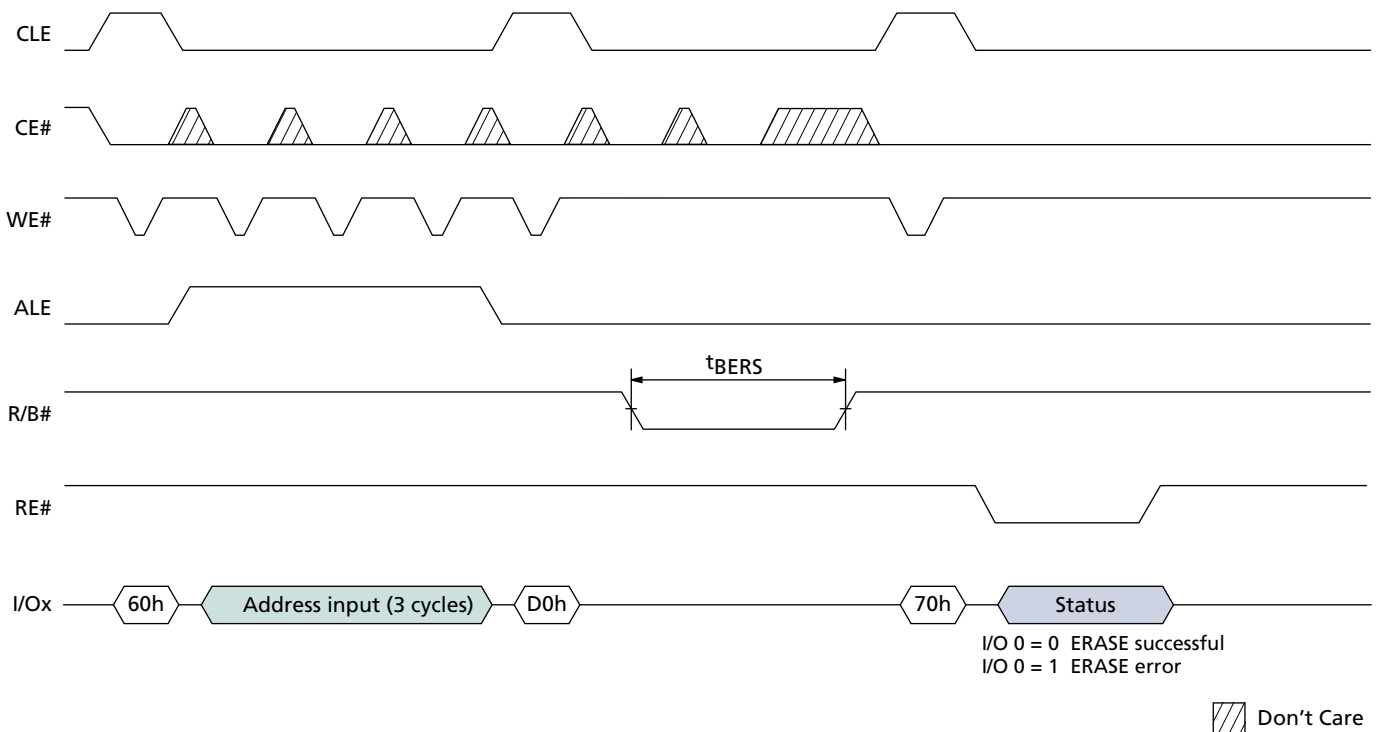 CLE
CE#
WE#
ALE
tBERS
R/B#
RE#
I/Ox
60h
Address input (3 cycles)
D0h
70h
Status
I/O 0 = 0 ERASE successful
I/O 0 = 1 ERASE error
Don't Care